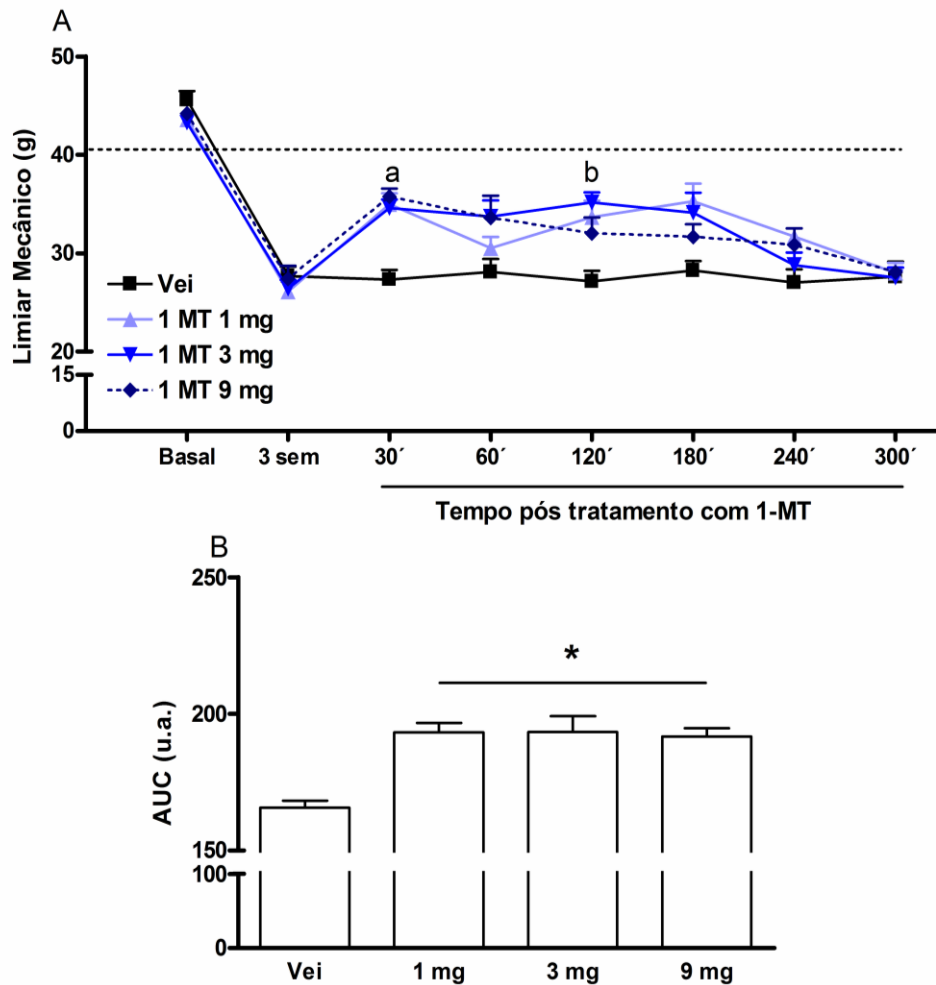 A
50
40
30
20
15
0
Limiar Mecânico (g)
a
b
Vei
1 MT 1 mg
1 MT 3 mg
1 MT 9 mg
Basal 3 sem 30´ 60´ 120´ 180´ 240´ 300´
Tempo pós tratamento com 1-MT
B
250
200
150
100
0
AUC (u.a.)
*
Vei 1 mg 3 mg 9 mg